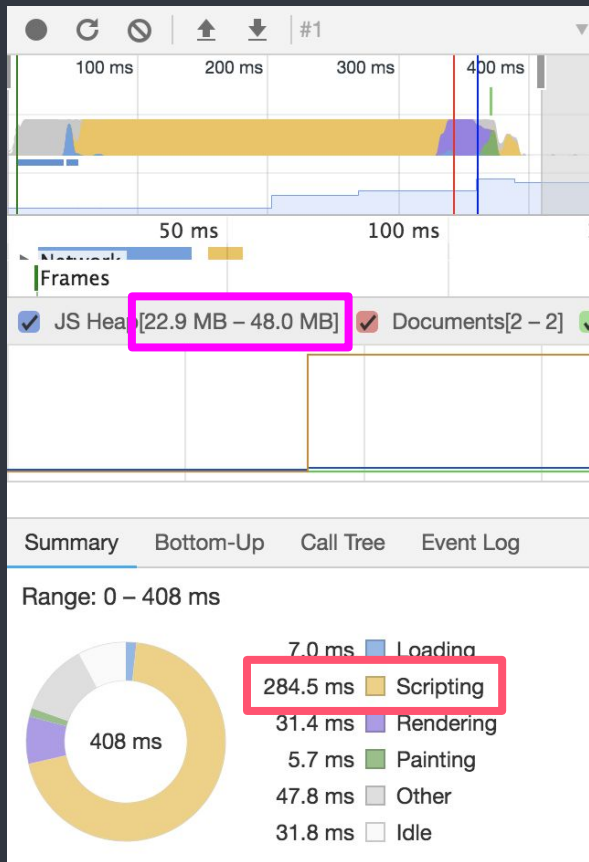 #1
100 ms 200 ms 300 ms 400 ms
50 ms 100 ms
Network
Frames
JS Heap[22.9 MB – 48.0 MB] Documents[2 – 2]
Summary Bottom-Up Call Tree Event Log
Range: 0 – 408 ms
408 ms
7.0 ms Loading
284.5 ms Scripting
31.4 ms Rendering
5.7 ms Painting
47.8 ms Other
31.8 ms Idle